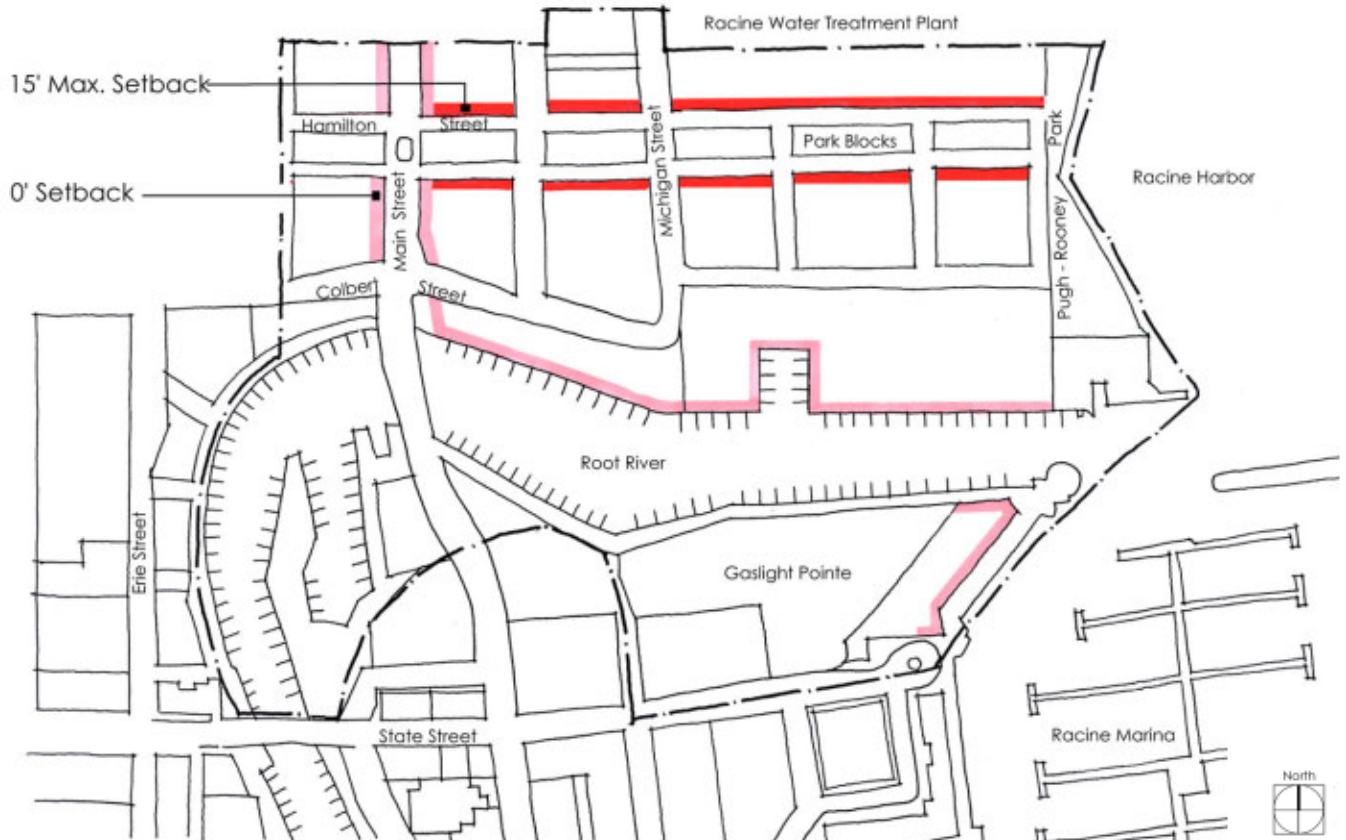 Racine Water Treatment Plant
15' Max. Setback
Hamilton Street
Park Blocks
Michigan Street
Park
Pugh - Rooney
Racine Harbor
0' Setback
Main Street
Colbert Street
Root River
Erie Street
Gaslight Pointe
State Street
Racine Marina
North